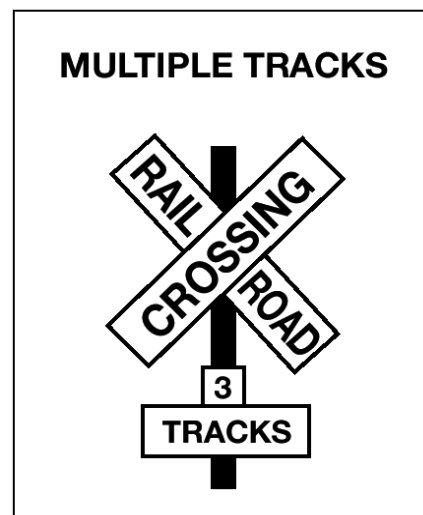 MULTIPLE TRACKS
RAIL
CROSSING
ROAD
3
TRACKS